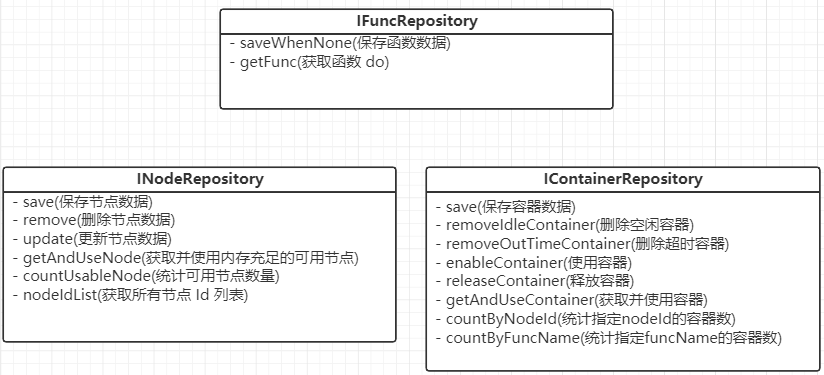 IFuncRepository
- saveWhenNone(保存函数数据)
- getFunc(获取函数 do)
INodeRepository
- save(保存节点数据)
- remove(删除节点数据)
- update(更新节点数据)
- getAndUseNode(获取并使用内存充足的可用节点)
- countUsableNode(统计可用节点数量)
- nodeIdList(获取所有节点 Id 列表)
IContainerRepository
- save(保存容器数据)
- removeIdleContainer(删除空闲容器)
- removeOutTimeContainer(删除超时容器)
- enableContainer(使用容器)
- releaseContainer(释放容器)
- getAndUseContainer(获取并使用容器)
- countByNodeId(统计指定nodeId的容器数)
- countByFuncName(统计指定funcName的容器数)